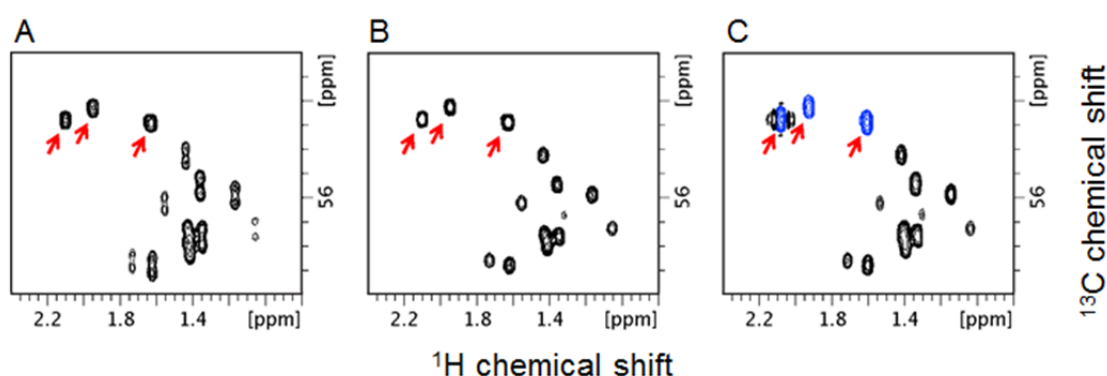 A B C
[ppm] [ppm] [ppm]
56 56 56
2.2 1.8 1.4 [ppm] 2.2 1.8 1.4 [ppm] 2.2 1.8 1.4 [ppm]
¹H chemical shift
¹³C chemical shift